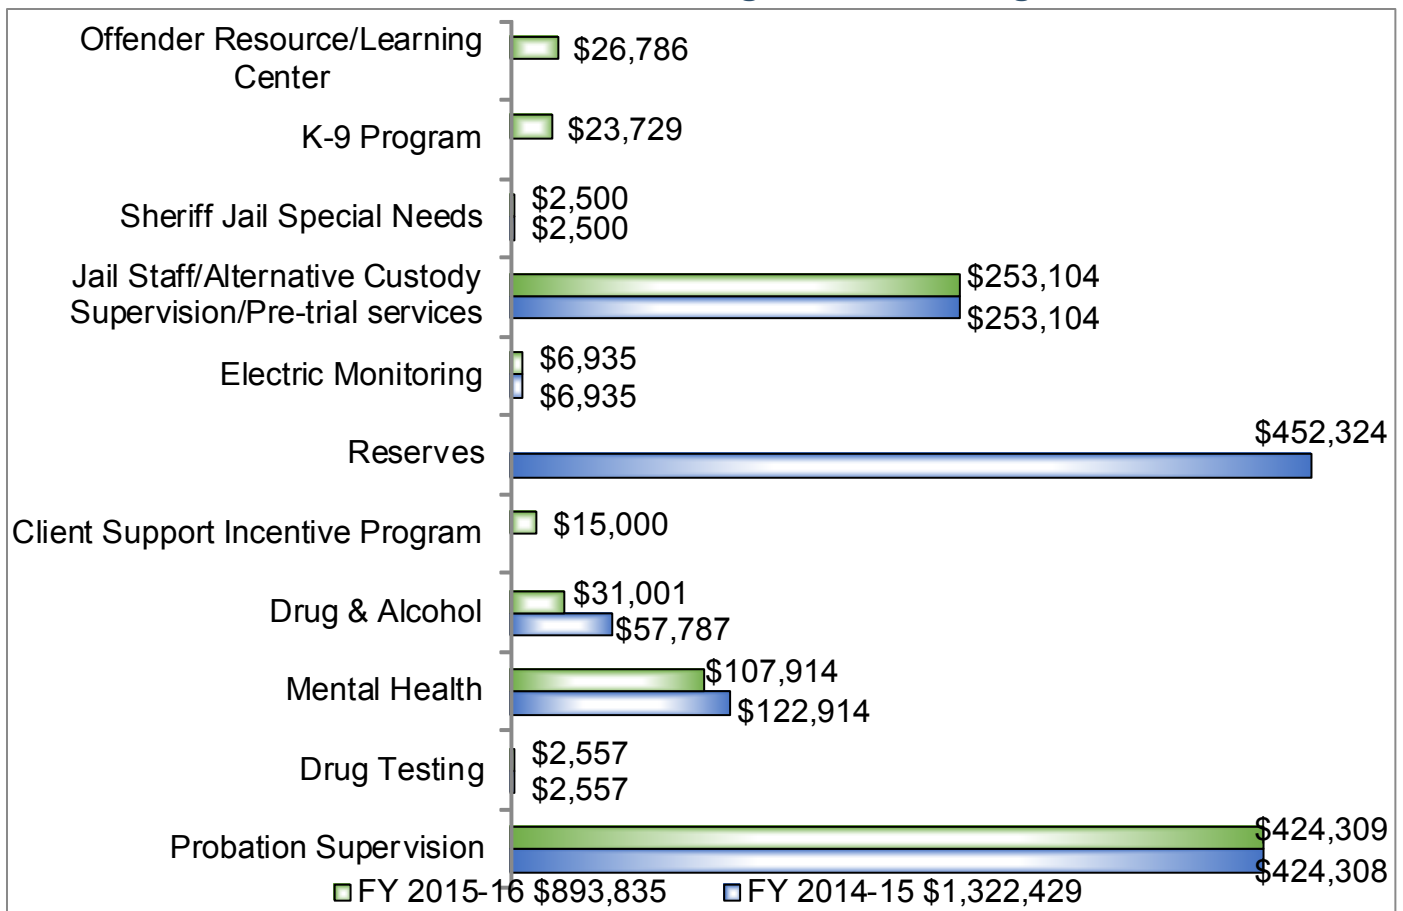 Offender Resource/Learning
Center
$26,786
K-9 Program
$23,729
Sheriff Jail Special Needs
$2,500
$2,500
Jail Staff/Alternative Custody
Supervision/Pre-trial services
$253,104
$253,104
Electric Monitoring
$6,935
$6,935
Reserves
$452,324
Client Support Incentive Program
$15,000
Drug & Alcohol
$31,001
$57,787
Mental Health
$107,914
$122,914
Drug Testing
$2,557
$2,557
Probation Supervision
$424,309
$424,308
FY 2015-16 $893,835
FY 2014-15 $1,322,429